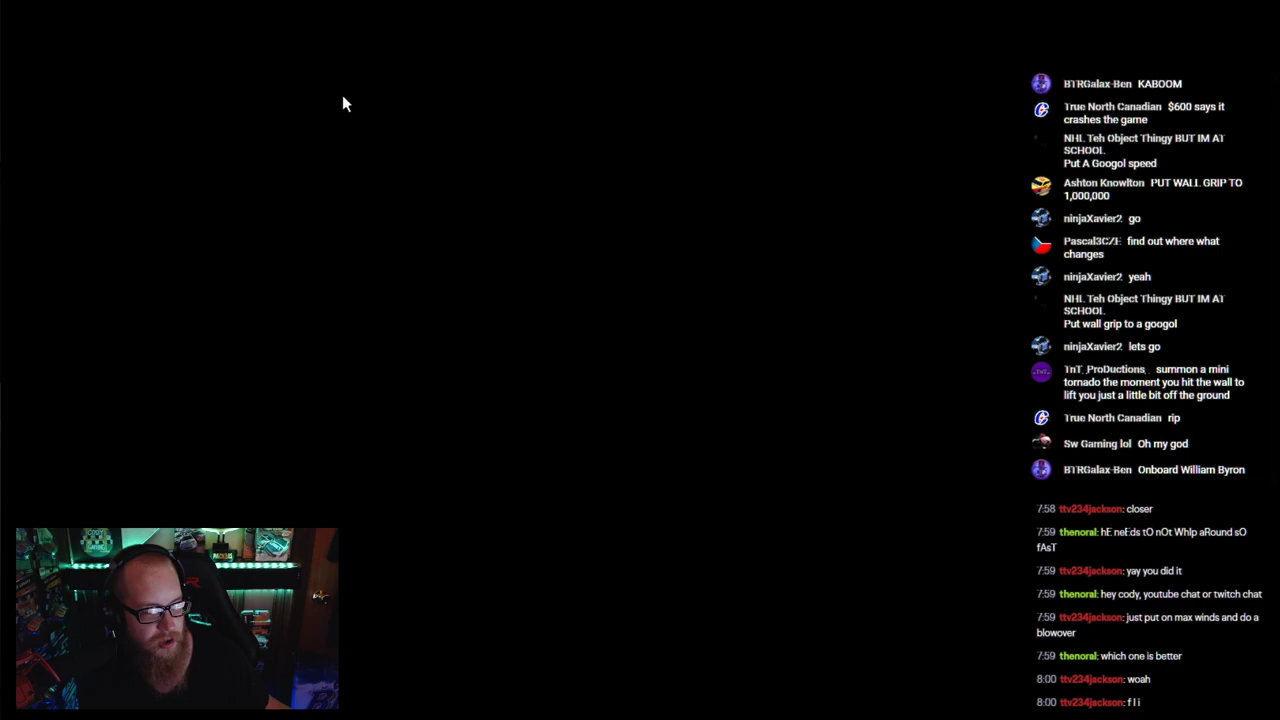 BTRGalax-Ben KABOOM
True North Canadian $600 says it
crashes the game
NHL Teh Object Thingy BUT IM AT
SCHOOL
Put A Googol speed
Ashton Knowlton PUT WALL GRIP TO
1,000,000
ninjaXavier2 go
Pascal3CZE find out where what
changes
ninjaXavier2 yeah
NHL Teh Object Thingy BUT IM AT
SCHOOL
Put wall grip to a googol
ninjaXavier2 lets go
TnT_ProDuctions_ summon a mini
tornado the moment you hit the wall to
lift you just a little bit off the ground
True North Canadian rip
Sw Gaming lol Oh my god
BTRGalax-Ben Onboard William Byron
7:58 ttv234jackson: closer
7:59 thenoral: hE neEds tO nOt WhIp aRound sO
fAsT
7:59 ttv234jackson: yay you did it
7:59 thenoral: hey cody, youtube chat or twitch chat
7:59 ttv234jackson: just put on max winds and do a
blowover
7:59 thenoral: which one is better
8:00 ttv234jackson: woah
8:00 ttv234jackson: f l i